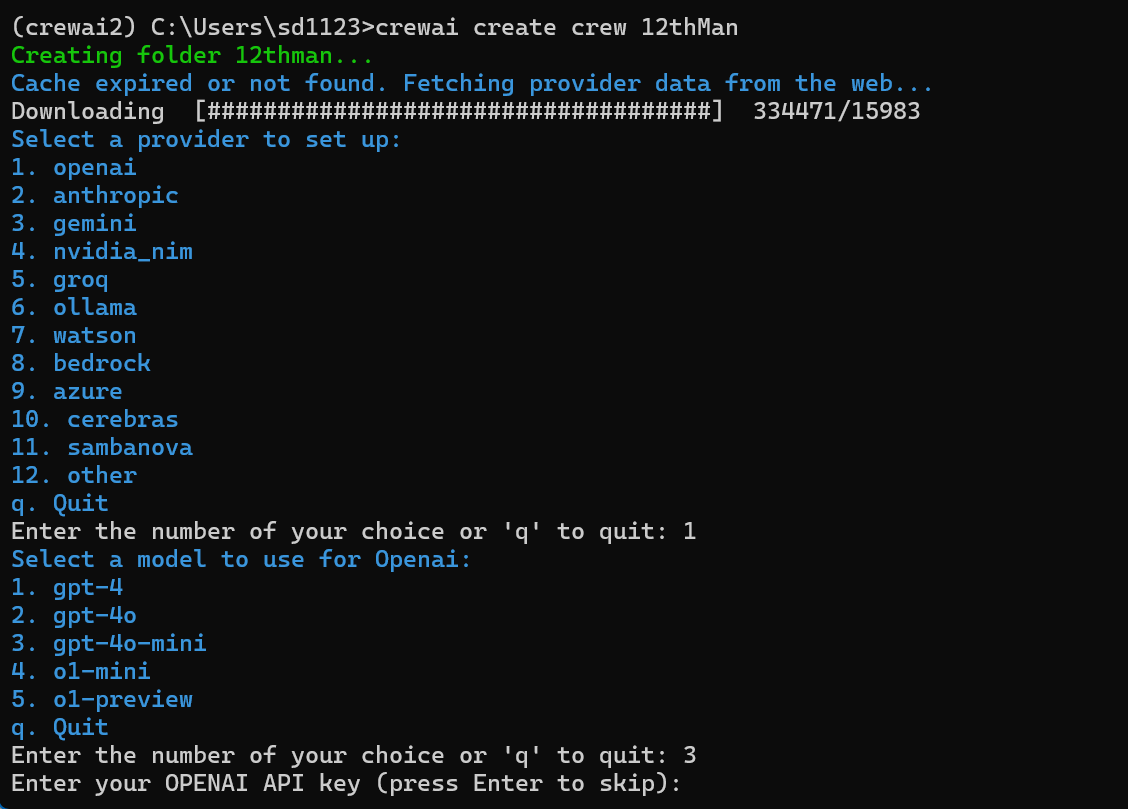 (crewai2) C:\Users\sd1123>crewai create crew 12thMan
Creating folder 12thman...
Cache expired or not found. Fetching provider data from the web...
Downloading  [####################################]  334471/15983
Select a provider to set up:
1. openai
2. anthropic
3. gemini
4. nvidia_nim
5. groq
6. ollama
7. watson
8. bedrock
9. azure
10. cerebras
11. sambanova
12. other
q. Quit
Enter the number of your choice or 'q' to quit: 1
Select a model to use for Openai:
1. gpt-4
2. gpt-4o
3. gpt-4o-mini
4. o1-mini
5. o1-preview
q. Quit
Enter the number of your choice or 'q' to quit: 3
Enter your OPENAI API key (press Enter to skip):